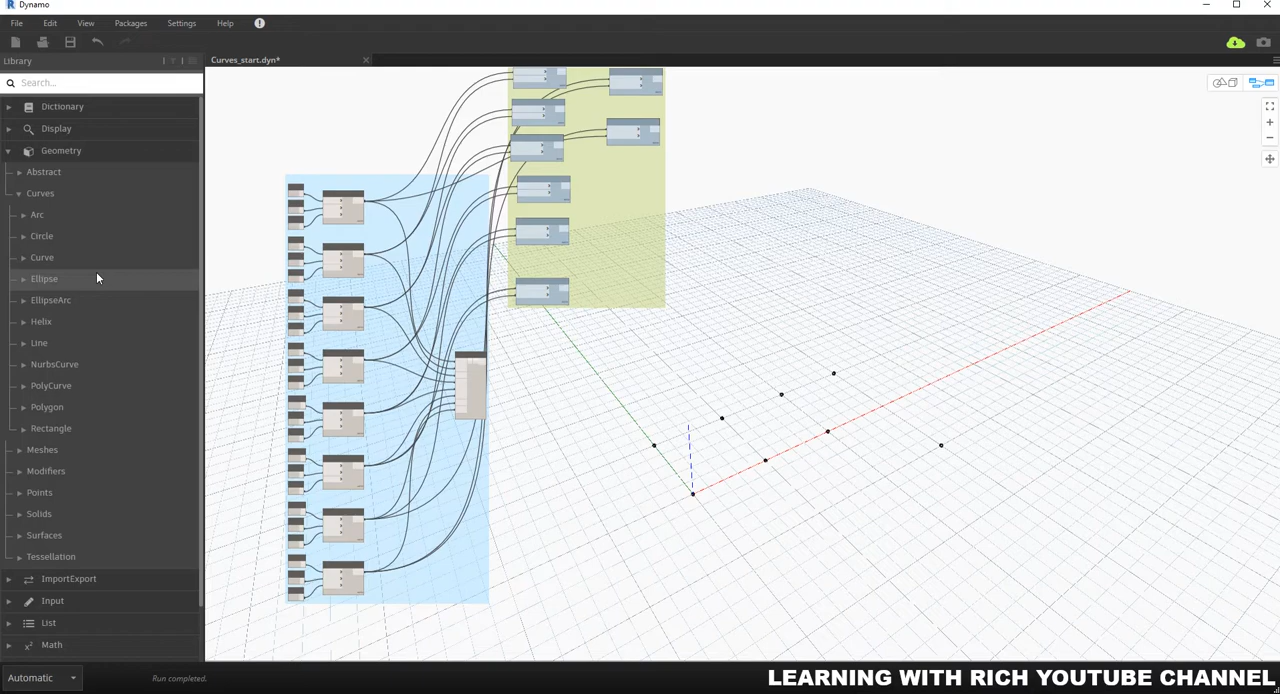 Dynamo
File Edit View Packages Settings Help
Library
Curves_start.dyn*
Search...
Dictionary
Display
Geometry
Abstract
Curves
Arc
Circle
Curve
Ellipse
EllipseArc
Helix
Line
NurbsCurve
PolyCurve
Polygon
Rectangle
Meshes
Modifiers
Points
Solids
Surfaces
Tessellation
ImportExport
Input
List
Math
Automatic
Run completed.
LEARNING WITH RICH YOUTUBE CHANNEL